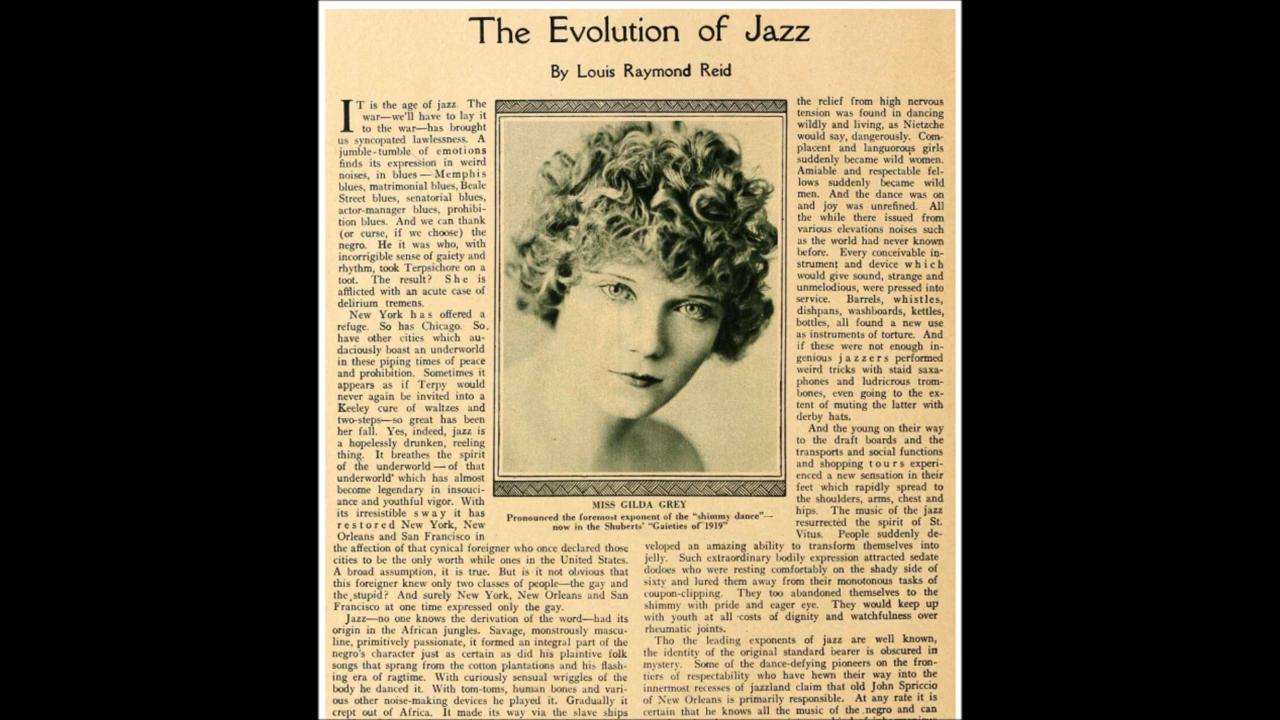 The Evolution of Jazz
By Louis Raymond Reid
IT is the age of jazz. The
war—we'll have to lay it
to the war—has brought
us syncopated lawlessness. A
jumble-tumble of emotions
finds its expression in weird
noises, in blues—Memphis
blues, matrimonial blues, Beale
Street blues, senatorial blues,
actor-manager blues, prohibi-
tion blues. And we can thank
(or curse, if we choose) the
negro. He it was who, with
incorrigible sense of gaiety and
rhythm, took Terpsichore on a
toot. The result? She is
afflicted with an acute case of
delirium tremens.
New York has offered a
refuge. So has Chicago. So
have other cities which au-
daciously boast an underworld
in these piping times of peace
and prohibition. Sometimes it
appears as if Terpy would
never again be invited into a
Keeley cure of waltzes and
two-steps—so great has been
her fall. Yes, indeed, jazz is
a hopelessly drunken, reeling
thing. It breathes the spirit
of the underworld—of that
underworld which has almost
become legendary in insouci-
ance and youthful vigor. With
its irresistible sway it has
restored New York, New
Orleans and San Francisco in
the affection of that cynical foreigner who once declared those
cities to be the only worth while ones in the United States.
A broad assumption, it is true. But is it not obvious that
this foreigner knew only two classes of people—the gay and
the stupid? And surely New York, New Orleans and San
Francisco at one time expressed only the gay.
Jazz—no one knows the derivation of the word—had its
origin in the African jungles. Savage, monstrously mascu-
line, primitively passionate, it formed an integral part of the
negro's character just as certain as did his plaintive folk
songs that sprang from the cotton plantations and his flash-
ing era of ragtime. With curiously sensual wriggles of the
body he danced it. With tom-toms, human bones and vari-
ous other noise-making devices he played it. Gradually it
crept out of Africa. It made its way via the slave ships
MISS GILDA GREY
Pronounced the foremost exponent of the "shimmy dance"—
now in the Shuberts' "Gaieties of 1919"
the relief from high nervous
tension was found in dancing
wildly and living, as Nietzche
would say, dangerously. Com-
placent and languorous girls
suddenly became wild women.
Amiable and respectable fel-
lows suddenly became wild
men. And the dance was on
and joy was unrefined. All
the while there issued from
various elevations noises such
as the world had never known
before. Every conceivable in-
strument and device which
would give sound, strange and
unmelodious, were pressed into
service. Barrels, whistles,
dishpans, washboards, kettles,
bottles, all found a new use
as instruments of torture. And
if these were not enough in-
genious jazzers performed
weird tricks with staid saxa-
phones and ludricrous trom-
bones, even going to the ex-
tent of muting the latter with
derby hats.
And the young on their way
to the draft boards and the
transports and social functions
and shopping tours experi-
enced a new sensation in their
feet which rapidly spread to
the shoulders, arms, chest and
hips. The music of the jazz
resurrected the spirit of St.
Vitus. People suddenly de-
veloped an amazing ability to transform themselves into
jelly. Such extraordinary bodily expression attracted sedate
dodoes who were resting comfortably on the shady side of
sixty and lured them away from their monotonous tasks of
coupon-clipping. They too abandoned themselves to the
shimmy with pride and eager eye. They would keep up
with youth at all costs of dignity and watchfulness over
rheumatic joints.
Tho the leading exponents of jazz are well known,
the identity of the original standard bearer is obscured in
mystery. Some of the dance-defying pioneers on the fron-
tiers of respectability who have hewn their way into the
innermost recesses of jazzland claim that old John Spriccio
of New Orleans is primarily responsible. At any rate it is
certain that he knows all the music of the negro and can